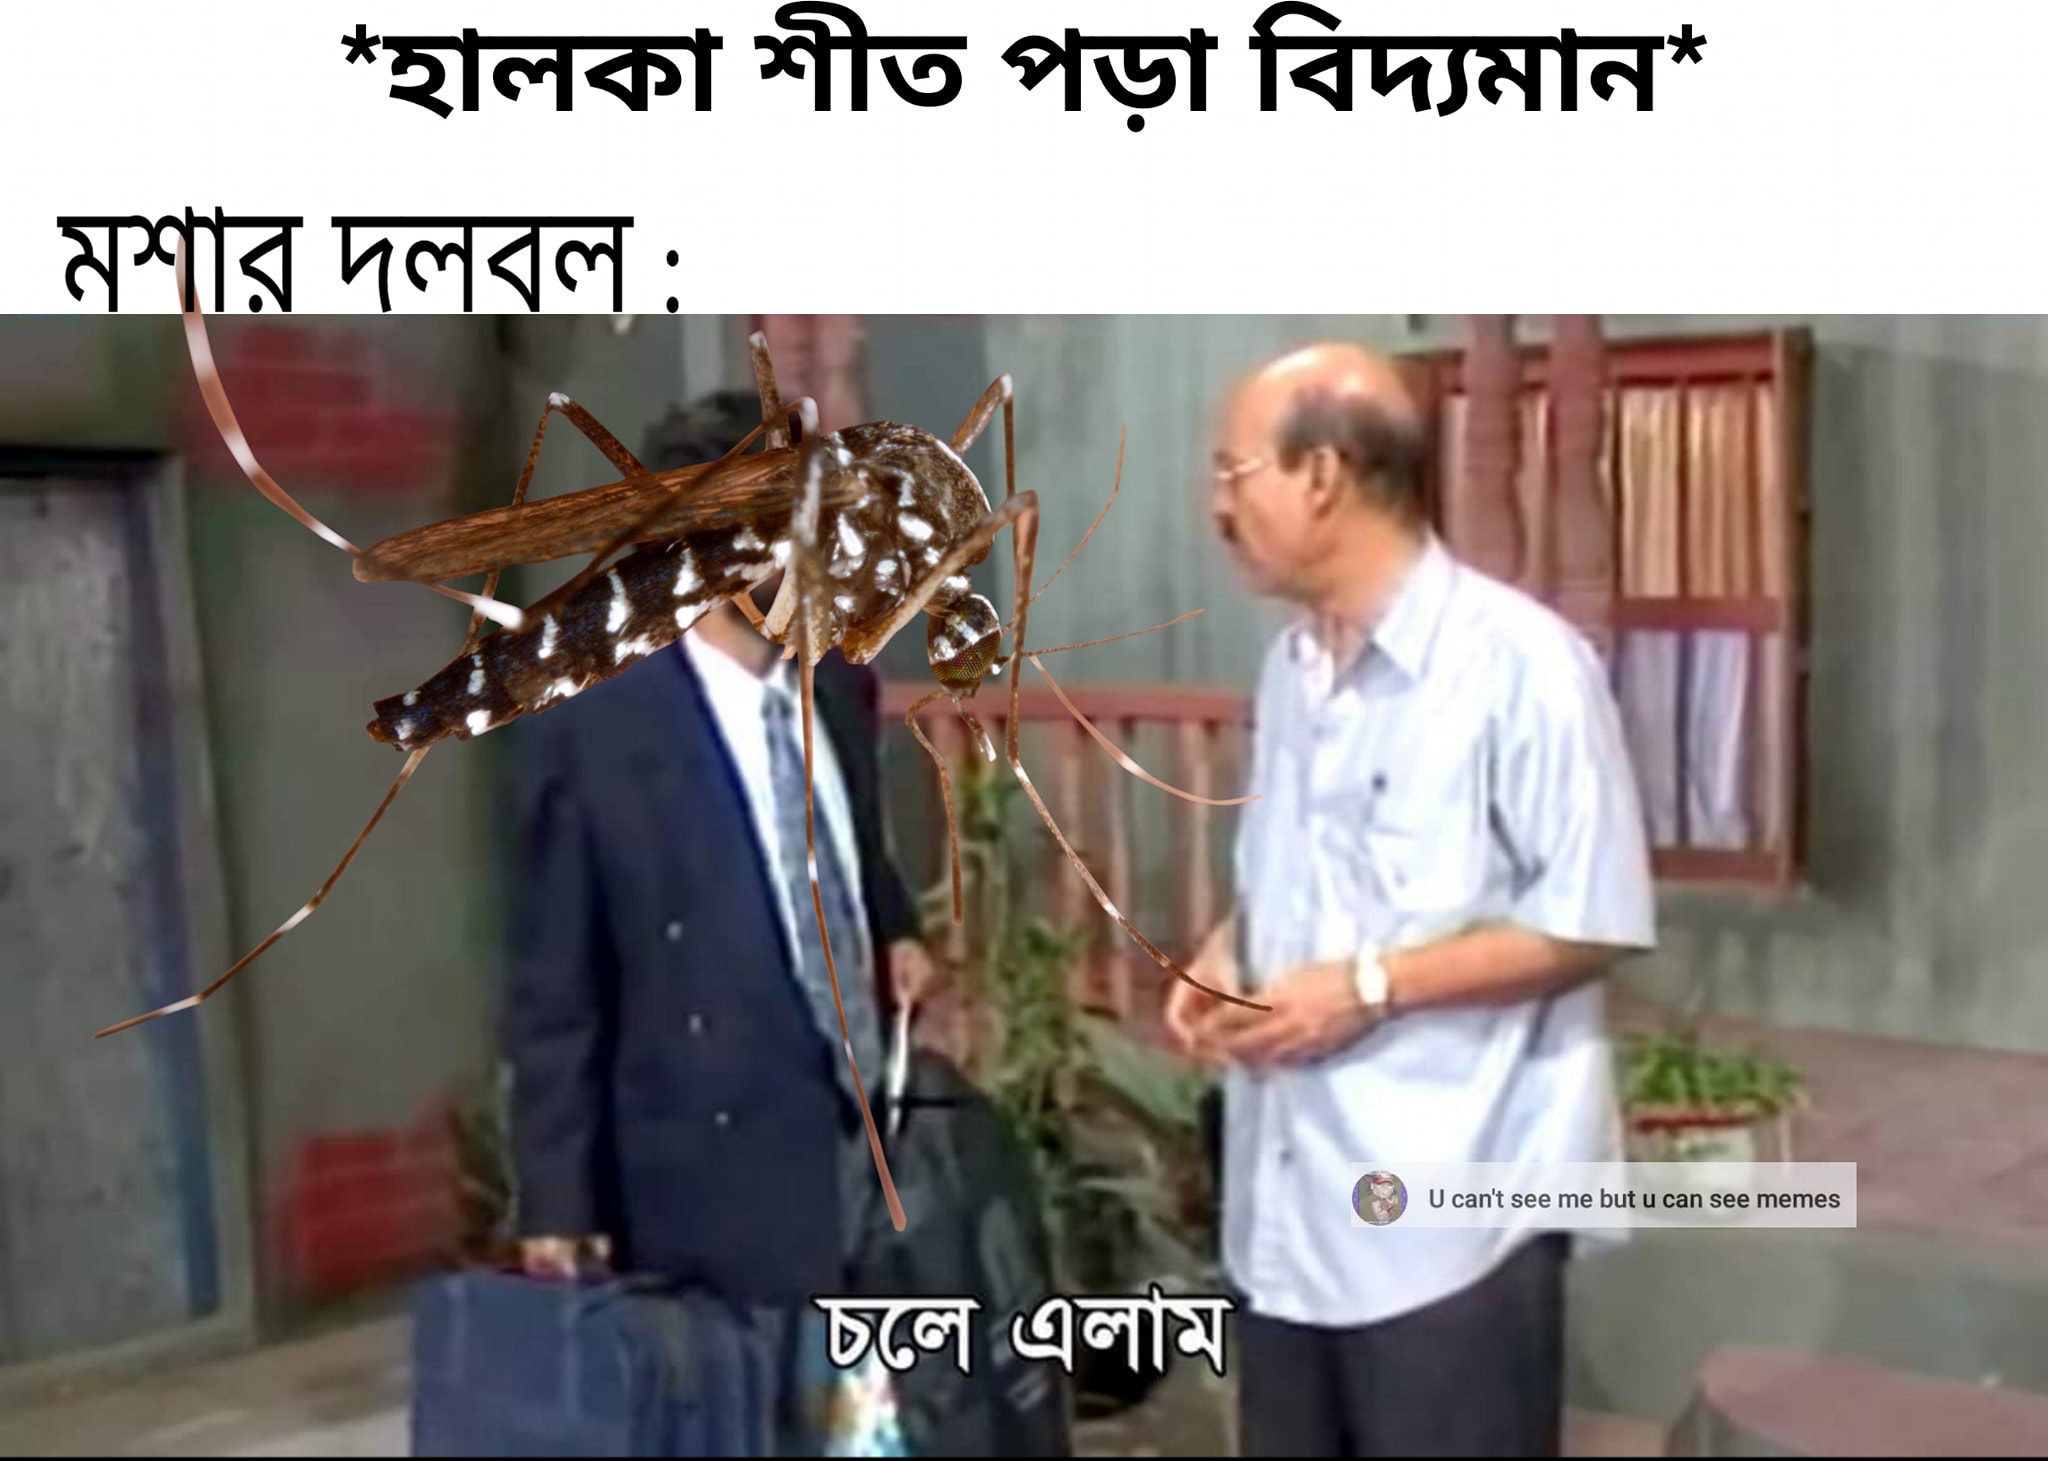 *হালকা শীত পড়া বিদ্যমান*
মশার দলবল :
U can't see me but u can see memes
চলে এলাম